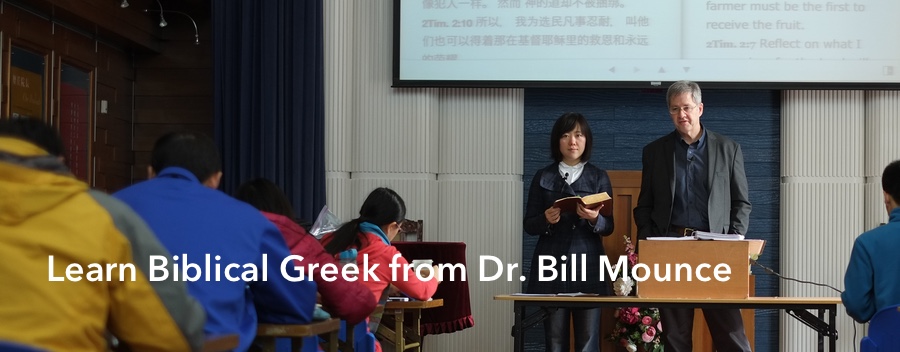 像犯人一样。然而 神的道却不被捆绑。
2Tim. 2:10 所以， 我为选民凡事忍耐， 叫他
们也可以得着那在基督耶稣里的救恩和永远
的荣耀
farmer must be the first to
receive the fruit.
2Tim. 2:7 Reflect on what I
Learn Biblical Greek from Dr. Bill Mounce